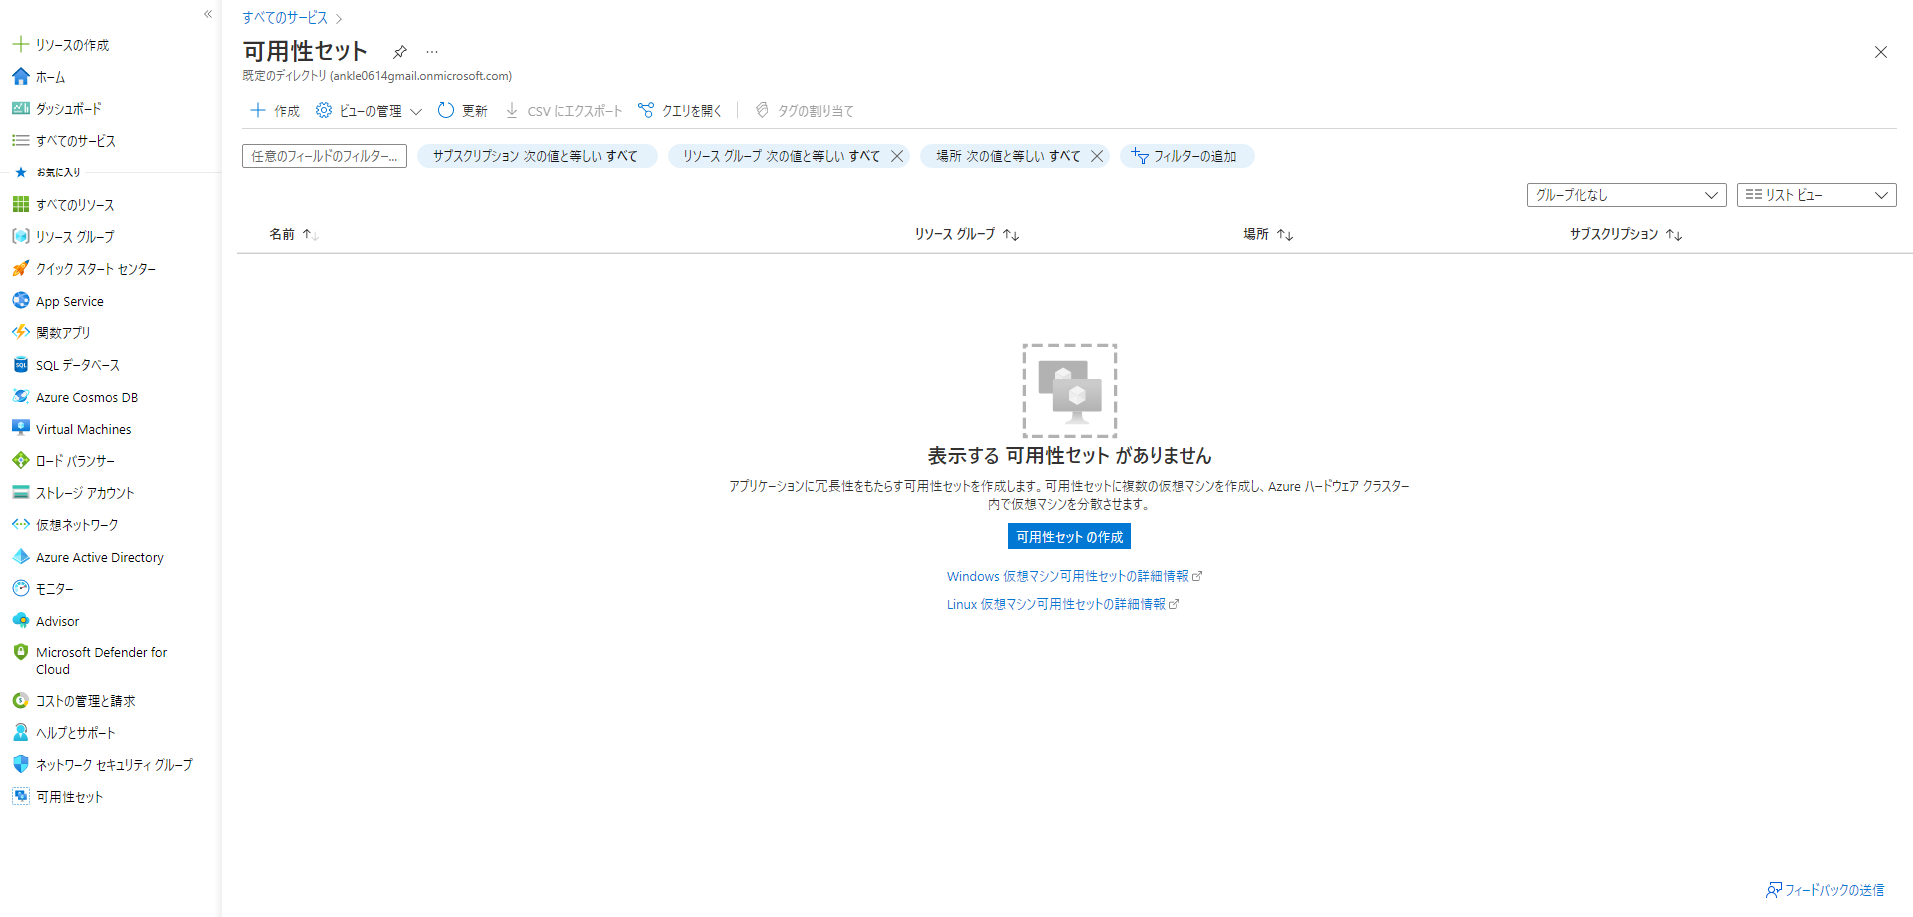 «
リソースの作成
ホーム
ダッシュボード
すべてのサービス
お気に入り
すべてのリソース
リソース グループ
クイック スタート センター
App Service
関数アプリ
SQL データベース
Azure Cosmos DB
Virtual Machines
ロード バランサー
ストレージ アカウント
仮想ネットワーク
Azure Active Directory
モニター
Advisor
Microsoft Defender for
Cloud
コストの管理と請求
ヘルプとサポート
ネットワーク セキュリティ グループ
可用性セット
すべてのサービス >
可用性セット ...
既定のディレクトリ (ankle0614gmail.onmicrosoft.com)
作成 ビューの管理 更新 CSV にエクスポート クエリを開く タグの割り当て
任意のフィールドのフィルター... サブスクリプション 次の値と等しい すべて リソース グループ 次の値と等しい すべて 場所 次の値と等しい すべて フィルターの追加
グループ化なし リスト ビュー
名前 ↑↓ リソース グループ ↑↓ 場所 ↑↓ サブスクリプション ↑↓
表示する 可用性セット がありません
アプリケーションに冗長性をもたらす可用性セットを作成します。可用性セットに複数の仮想マシンを作成し、Azure ハードウェア クラスター
内で仮想マシンを分散させます。
可用性セット の作成
Windows 仮想マシン可用性セットの詳細情報
Linux 仮想マシン可用性セットの詳細情報
フィードバックの送信